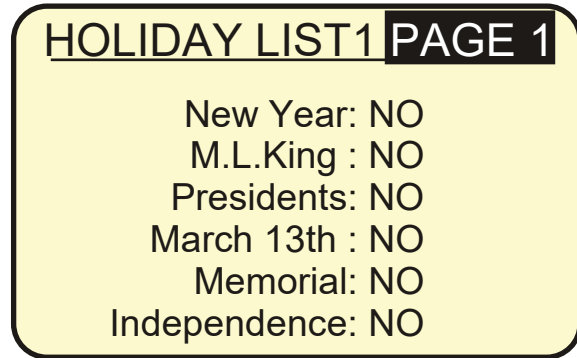 HOLIDAY LIST1 PAGE 1
New Year: NO
M.L.King : NO
Presidents: NO
March 13th : NO
Memorial: NO
Independence: NO